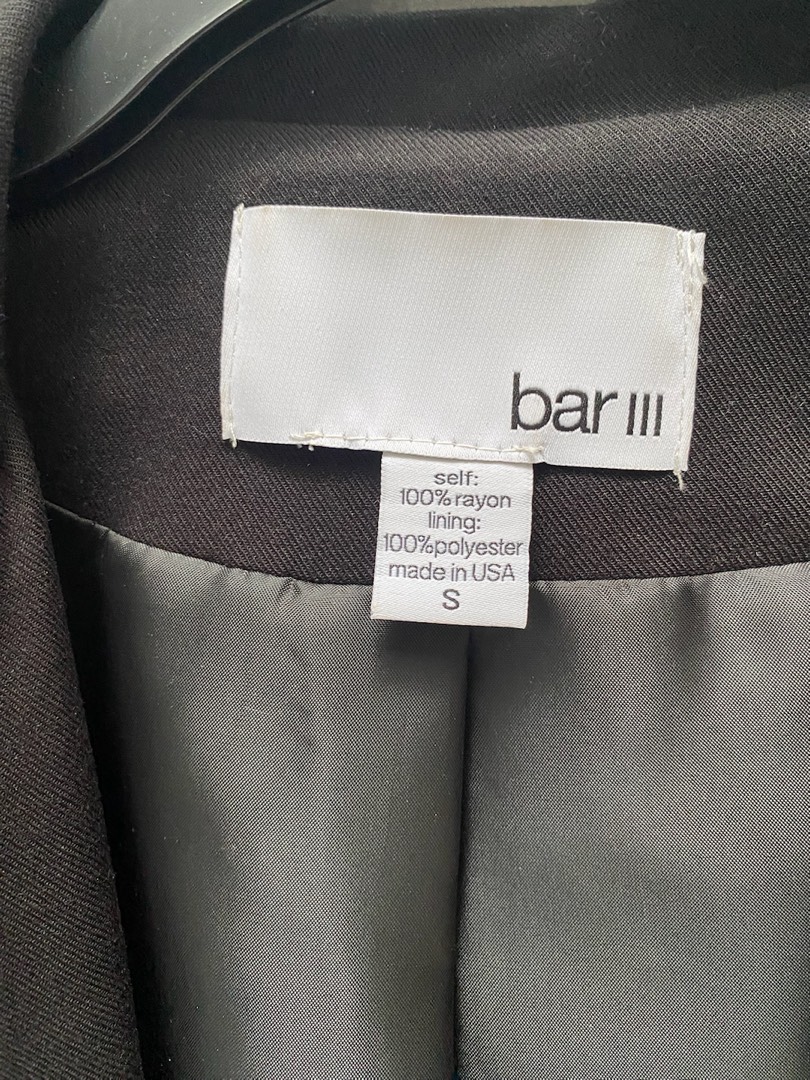 bar III
self:
100% rayon
lining:
100%polyester
made in USA
S